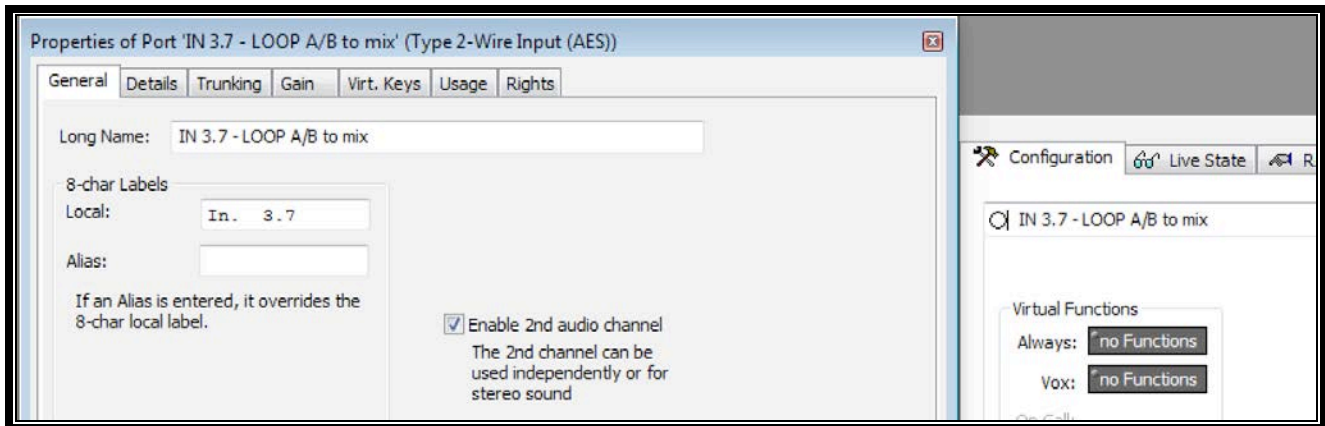 Properties of Port 'IN 3.7 - LOOP A/B to mix' (Type 2-Wire Input (AES))
General Details Trunking Gain Virt. Keys Usage Rights
Long Name: IN 3.7 - LOOP A/B to mix
8-char Labels
Local: In. 3.7
Alias:
If an Alias is entered, it overrides the
8-char local label.
Enable 2nd audio channel
The 2nd channel can be
used independently or for
stereo sound
Configuration Live State R
IN 3.7 - LOOP A/B to mix
Virtual Functions
Always: no Functions
Vox: no Functions